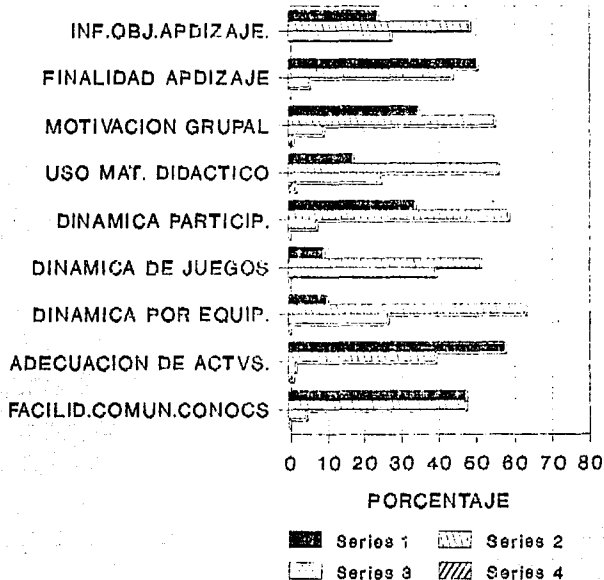 INF.OBJ.APDIZAJE.
FINALIDAD APDIZAJE
MOTIVACION GRUPAL
USO MAT. DIDACTICO
DINAMICA PARTICIP.
DINAMICA DE JUEGOS
DINAMICA POR EQUIP.
ADECUACION DE ACTVS.
FACILID.COMUN.CONOCS
0 10 20 30 40 50 60 70 80
PORCENTAJE
Series 1 Series 2
Series 3 Series 4